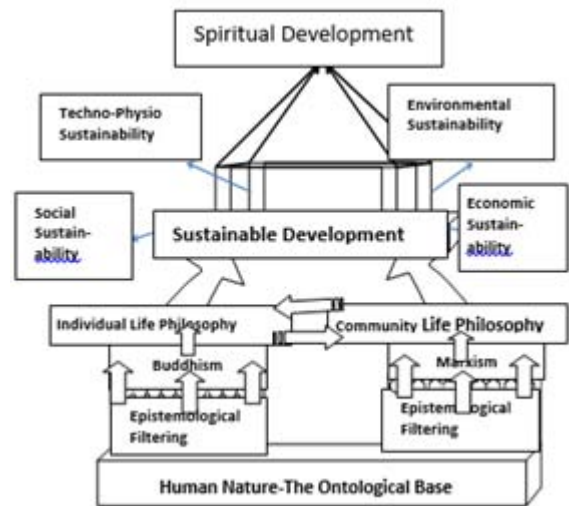 Spiritual Development
Techno-Physio
Sustainability
Environmental
Sustainability
Social
Sustain-
ability
Sustainable Development
Economic
Sustain-
ability
Individual Life Philosophy
Community Life Philosophy
Buddhism
Marxism
Epistemological
Filtering
Epistemological
Filtering
Human Nature-The Ontological Base